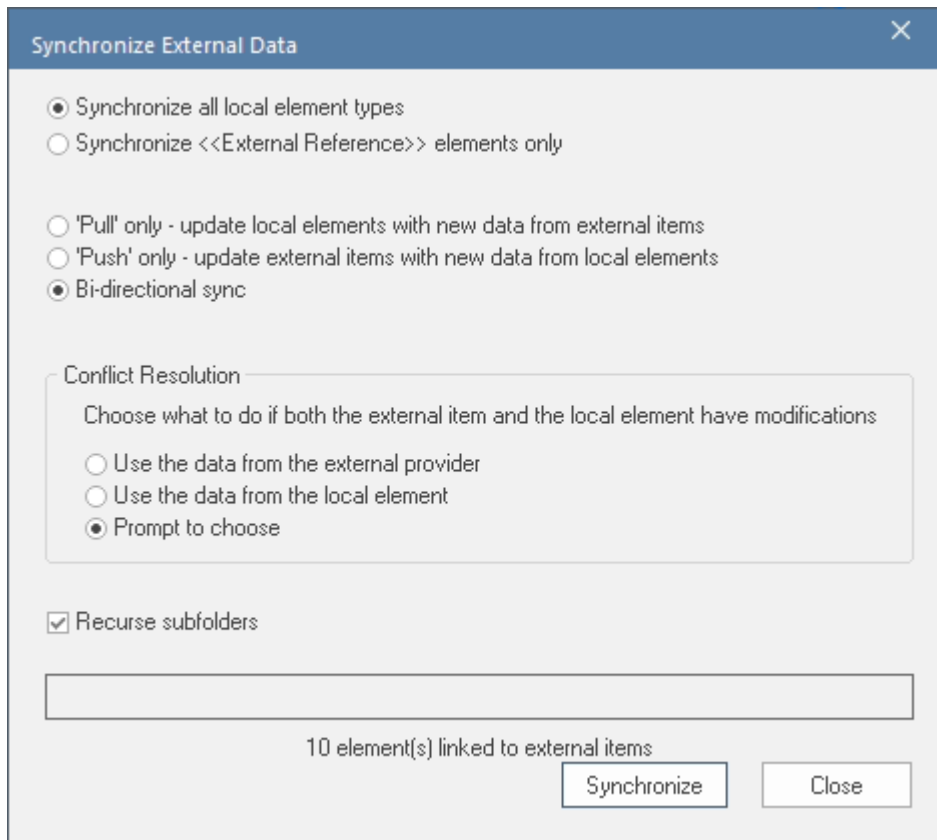 Synchronize External Data
Synchronize all local element types
Synchronize <<External Reference>> elements only
'Pull' only - update local elements with new data from external items
'Push' only - update external items with new data from local elements
Bi-directional sync
Conflict Resolution
Choose what to do if both the external item and the local element have modifications
Use the data from the external provider
Use the data from the local element
Prompt to choose
Recurse subfolders
10 element(s) linked to external items
Synchronize
Close